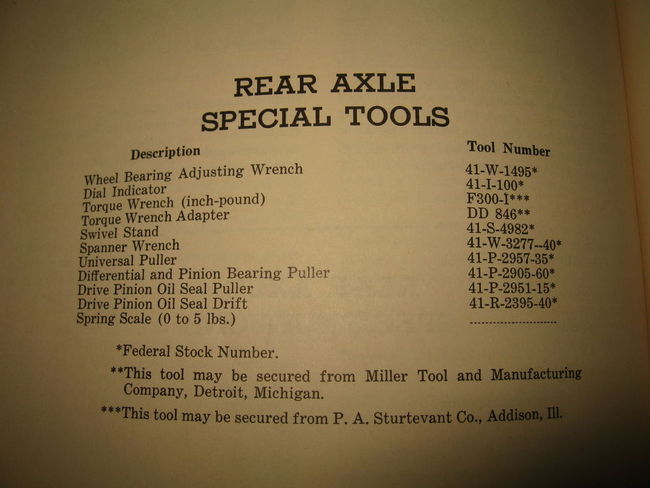 REAR AXLE
SPECIAL TOOLS
Description Tool Number
Wheel Bearing Adjusting Wrench 41-W-1495*
Dial Indicator 41-I-100*
Torque Wrench (inch-pound) F300-I***
Torque Wrench Adapter DD 846**
Swivel Stand 41-S-4982*
Spanner Wrench 41-W-3277--40*
Universal Puller 41-P-2957-35*
Differential and Pinion Bearing Puller 41-P-2905-60*
Drive Pinion Oil Seal Puller 41-P-2951-15*
Drive Pinion Oil Seal Drift 41-R-2395-40*
Spring Scale (0 to 5 lbs.) -------------------------
*Federal Stock Number.
**This tool may be secured from Miller Tool and Manufacturing
Company, Detroit, Michigan.
***This tool may be secured from P. A. Sturtevant Co., Addison, Ill.